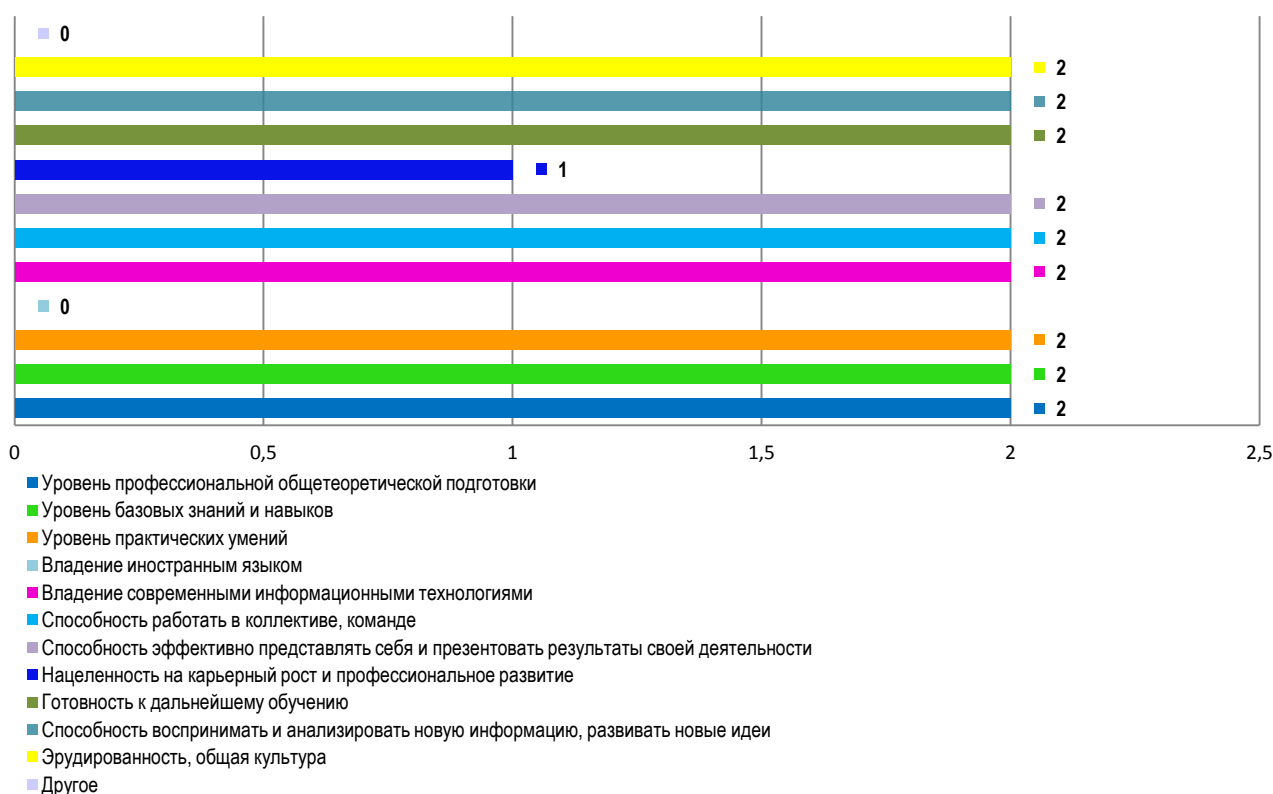 0
2
2
2
1
2
2
2
0
2
2
2
0 0,5 1 1,5 2 2,5
Уровень профессиональной общетеоретической подготовки
Уровень базовых знаний и навыков
Уровень практических умений
Владение иностранным языком
Владение современными информационными технологиями
Способность работать в коллективе, команде
Способность эффективно представлять себя и презентовать результаты своей деятельности
Нацеленность на карьерный рост и профессиональное развитие
Готовность к дальнейшему обучению
Способность воспринимать и анализировать новую информацию, развивать новые идеи
Эрудированность, общая культура
Другое